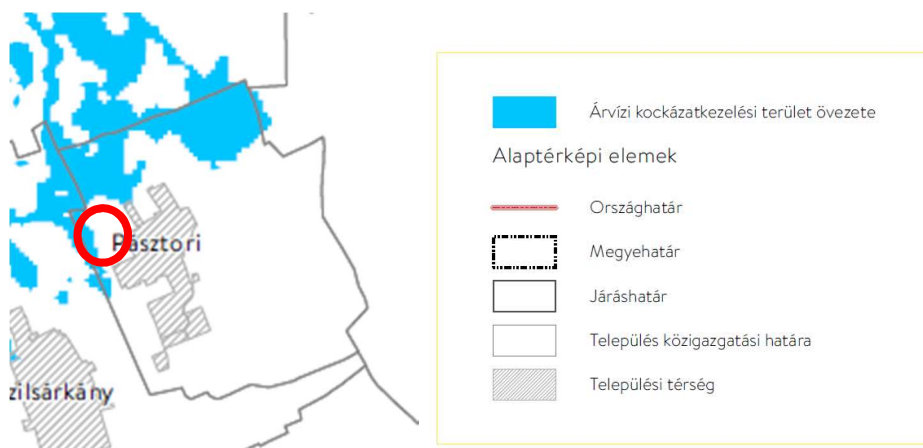 Pásztori
zilsárkány
Árvízi kockázatkezelési terület övezete
Alaptérképi elemek
Országhatár
Megyehatár
Járáshatár
Település közigazgatási határa
Települési térség